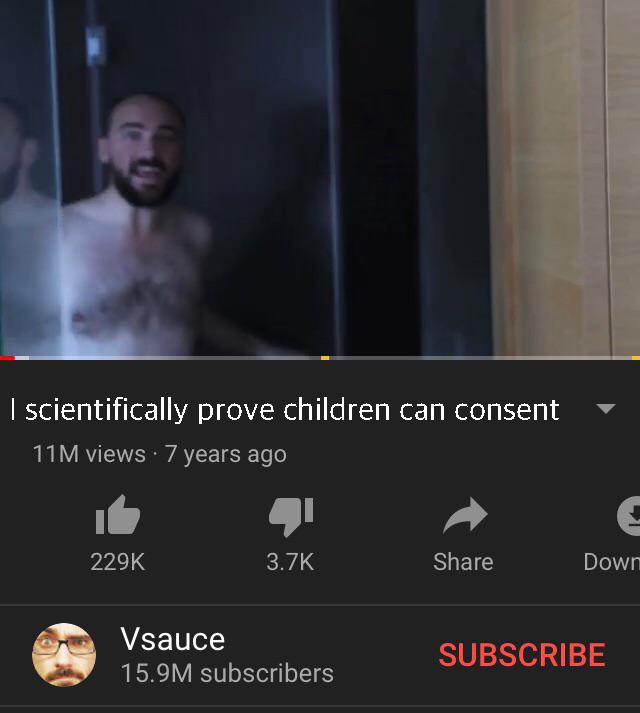 I scientifically prove children can consent
11M views · 7 years ago
229K
3.7K
Share
Down
Vsauce
15.9M subscribers
SUBSCRIBE